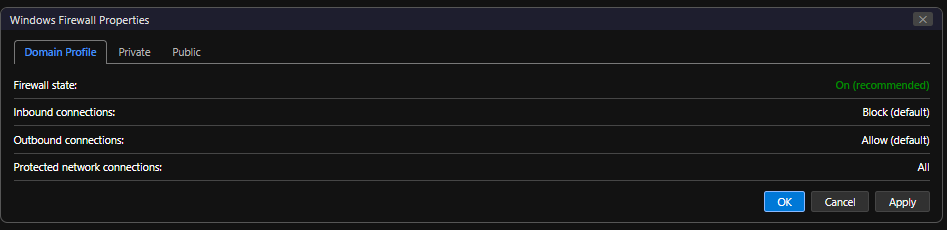 Windows Firewall Properties
Domain Profile Private Public
Firewall state: On (recommended)
Inbound connections: Block (default)
Outbound connections: Allow (default)
Protected network connections: All
OK Cancel Apply